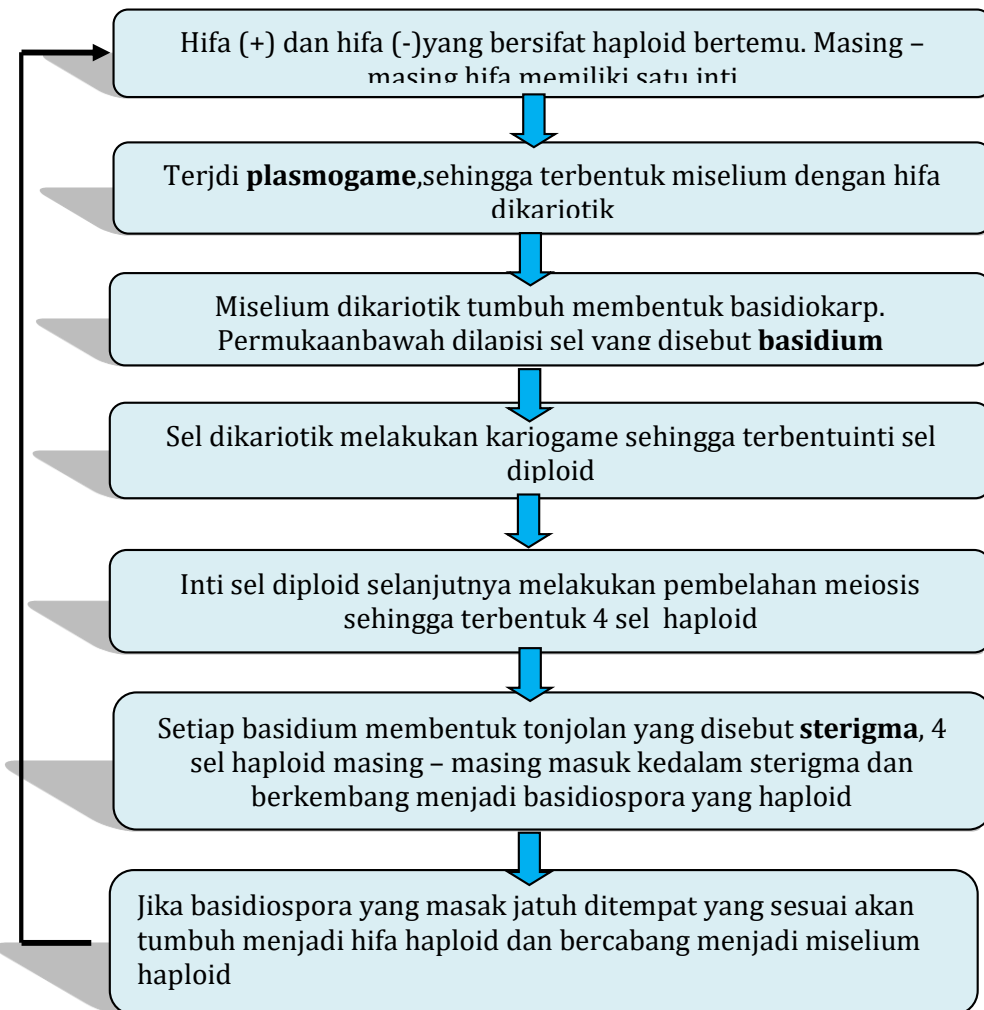 Hifa (+) dan hifa (-)yang bersifat haploid bertemu. Masing –
masing hifa memiliki satu inti
Terjdi plasmogame,sehingga terbentuk miselium dengan hifa
dikariotik
Miselium dikariotik tumbuh membentuk basidiokarp.
Permukaanbawah dilapisi sel yang disebut basidium
Sel dikariotik melakukan kariogame sehingga terbentuinti sel
diploid
Inti sel diploid selanjutnya melakukan pembelahan meiosis
sehingga terbentuk 4 sel haploid
Setiap basidium membentuk tonjolan yang disebut sterigma, 4
sel haploid masing – masing masuk kedalam sterigma dan
berkembang menjadi basidiospora yang haploid
Jika basidiospora yang masak jatuh ditempat yang sesuai akan
tumbuh menjadi hifa haploid dan bercabang menjadi miselium
haploid